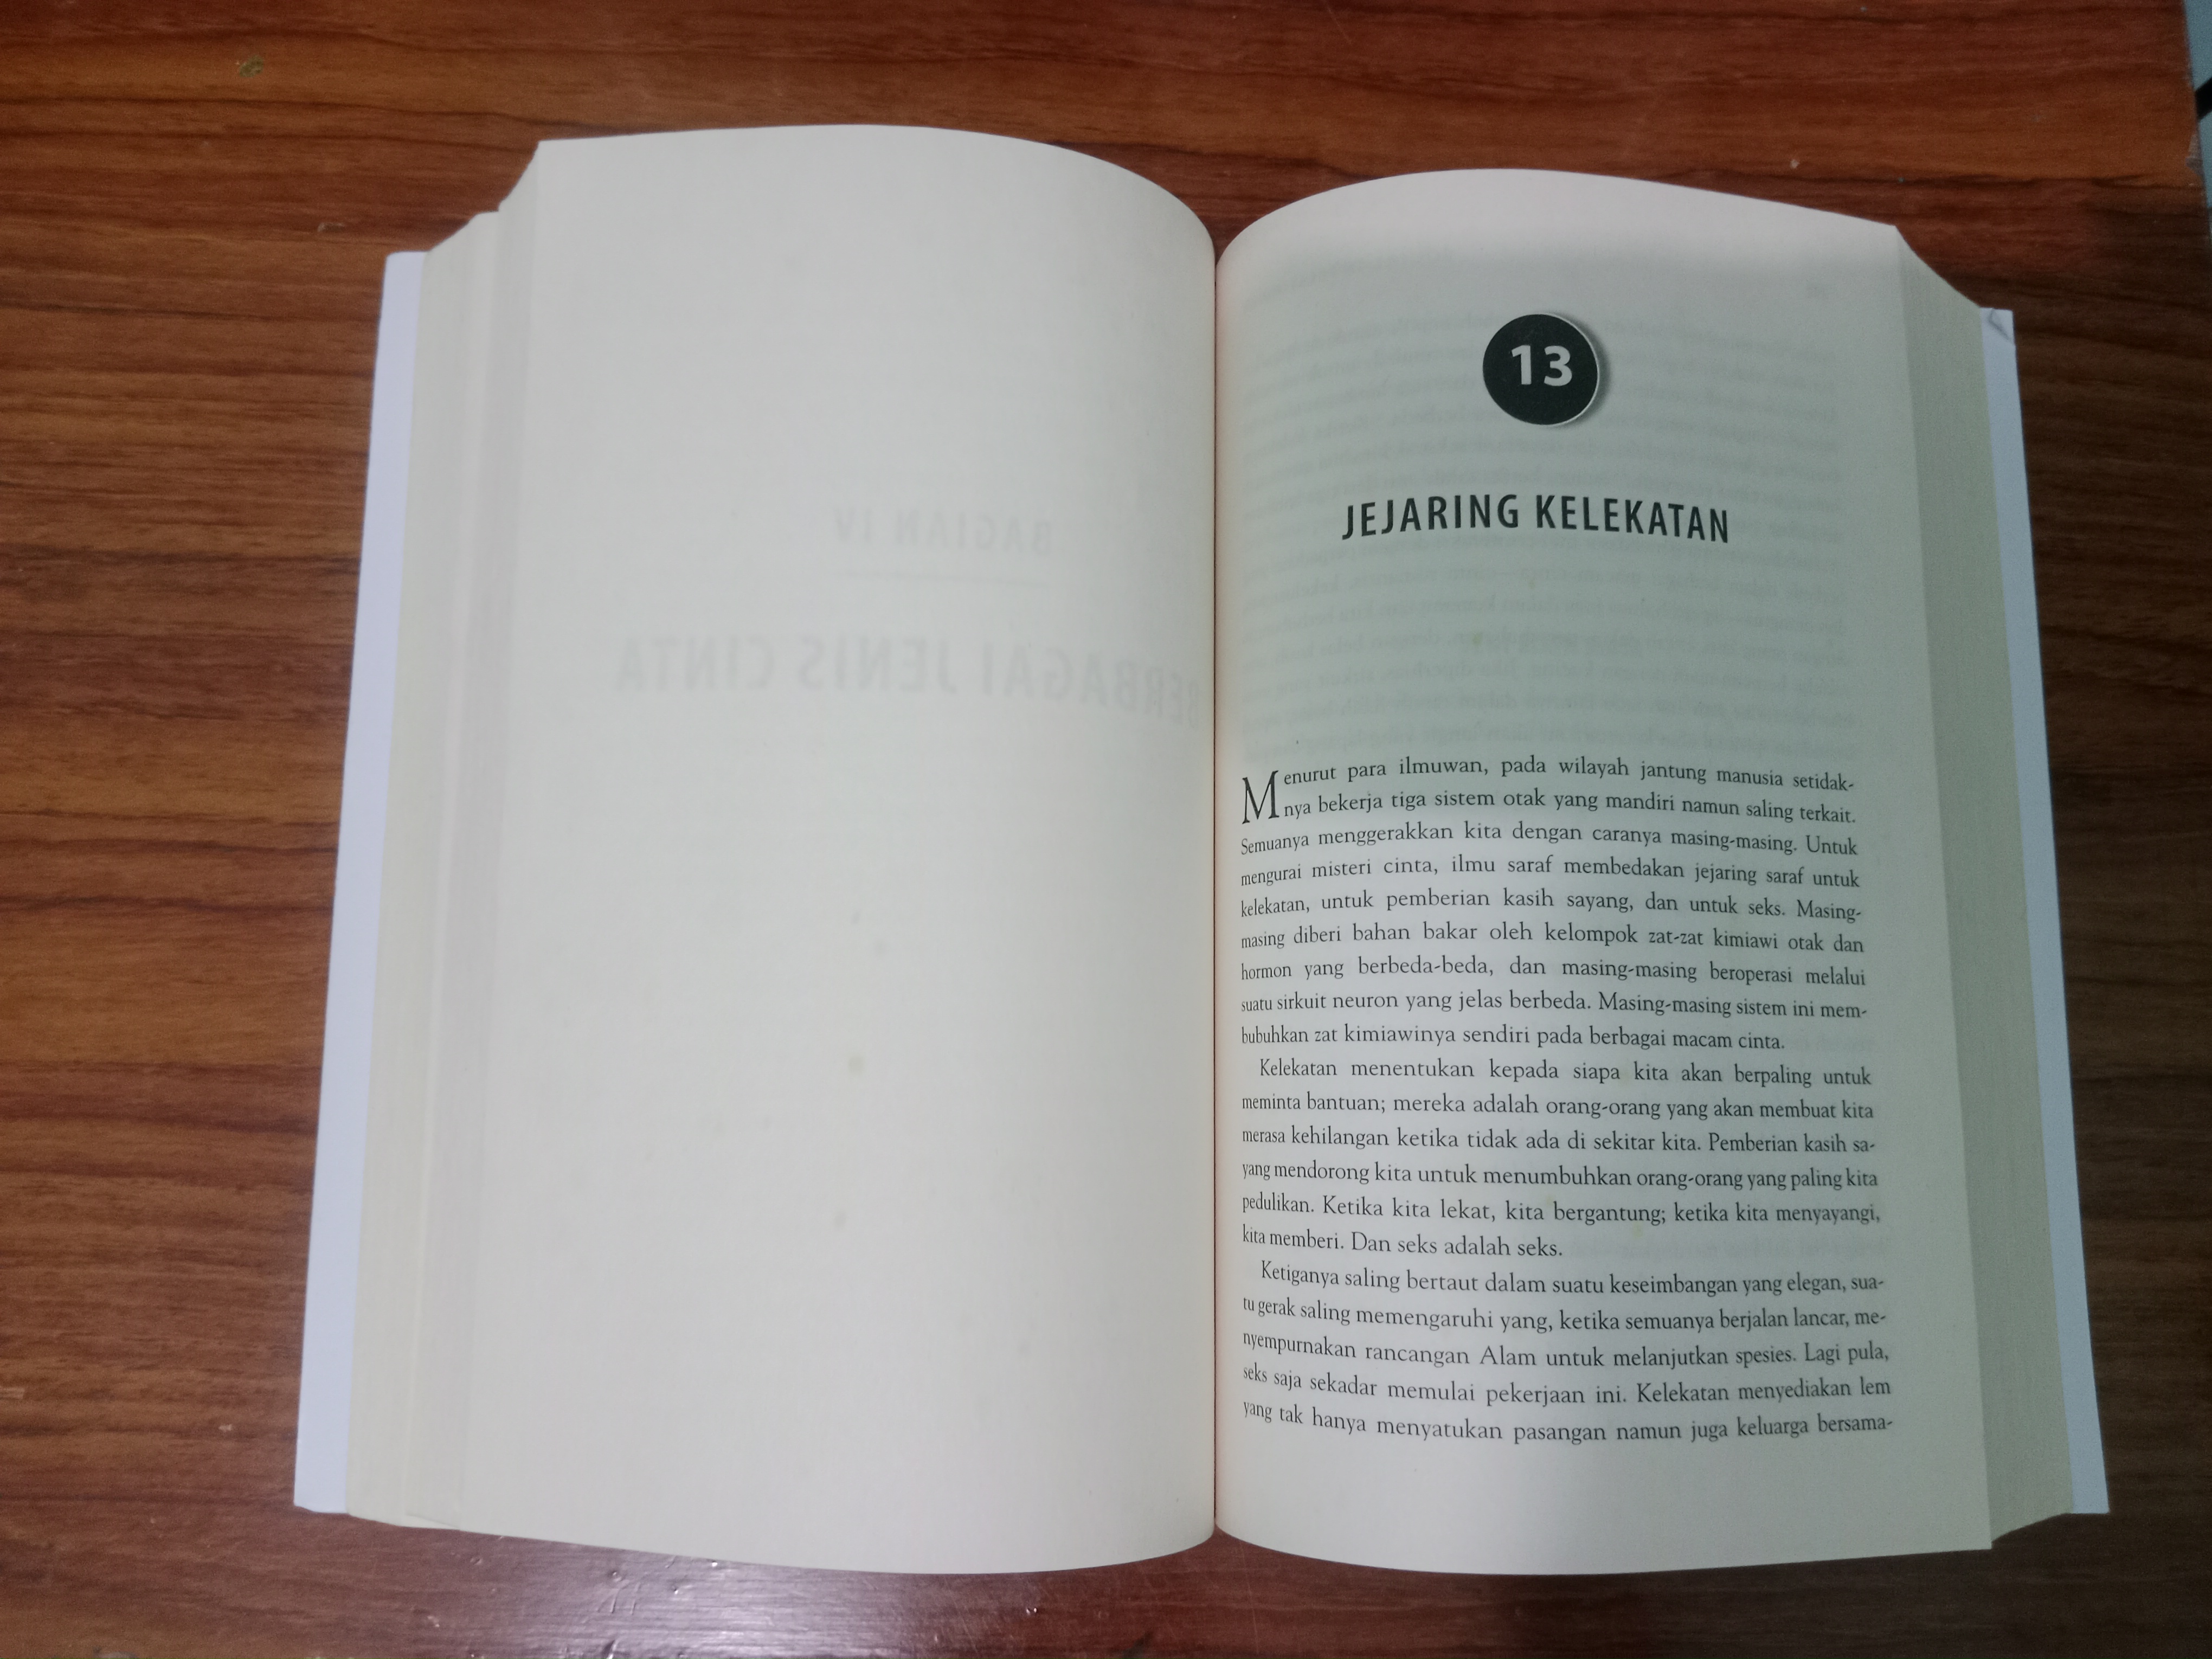 BAGIAN IV
BERBAGAI JENIS CINTA
13
JEJARING KELEKATAN
Menurut para ilmuwan, pada wilayah jantung manusia setidak-
nya bekerja tiga sistem otak yang mandiri namun saling terkait.
Semuanya menggerakkan kita dengan caranya masing-masing. Untuk
mengurai misteri cinta, ilmu saraf membedakan jejaring saraf untuk
kelekatan, untuk pemberian kasih sayang, dan untuk seks. Masing-
masing diberi bahan bakar oleh kelompok zat-zat kimiawi otak dan
hormon yang berbeda-beda, dan masing-masing beroperasi melalui
suatu sirkuit neuron yang jelas berbeda. Masing-masing sistem ini mem-
bubuhkan zat kimiawinya sendiri pada berbagai macam cinta.
Kelekatan menentukan kepada siapa kita akan berpaling untuk
meminta bantuan; mereka adalah orang-orang yang akan membuat kita
merasa kehilangan ketika tidak ada di sekitar kita. Pemberian kasih sa-
yang mendorong kita untuk menumbuhkan orang-orang yang paling kita
pedulikan. Ketika kita lekat, kita bergantung; ketika kita menyayangi,
kita memberi. Dan seks adalah seks.
Ketiganya saling bertaut dalam suatu keseimbangan yang elegan, sua-
tu gerak saling memengaruhi yang, ketika semuanya berjalan lancar, me-
nyempurnakan rancangan Alam untuk melanjutkan spesies. Lagi pula,
seks saja sekadar memulai pekerjaan ini. Kelekatan menyediakan lem
yang tak hanya menyatukan pasangan namun juga keluarga bersama-